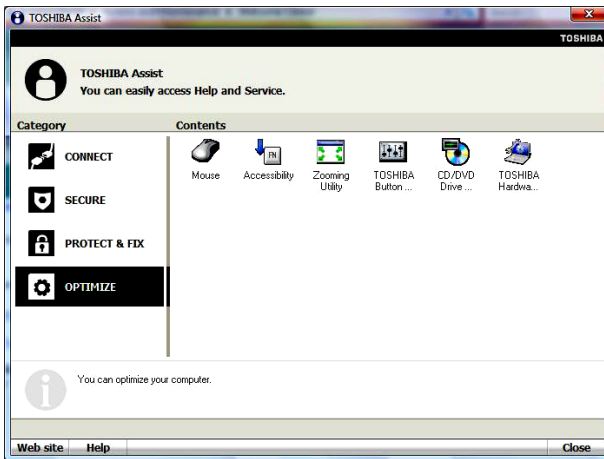 TOSHIBA Assist
TOSHIBA
TOSHIBA Assist
You can easily access Help and Service.
Category
Contents
CONNECT
SECURE
PROTECT & FIX
OPTIMIZE
Mouse
Accessibility
Zooming
Utility
TOSHIBA
Button ...
CD/DVD
Drive ...
TOSHIBA
Hardwa...
FN
You can optimize your computer.
Web site
Help
Close